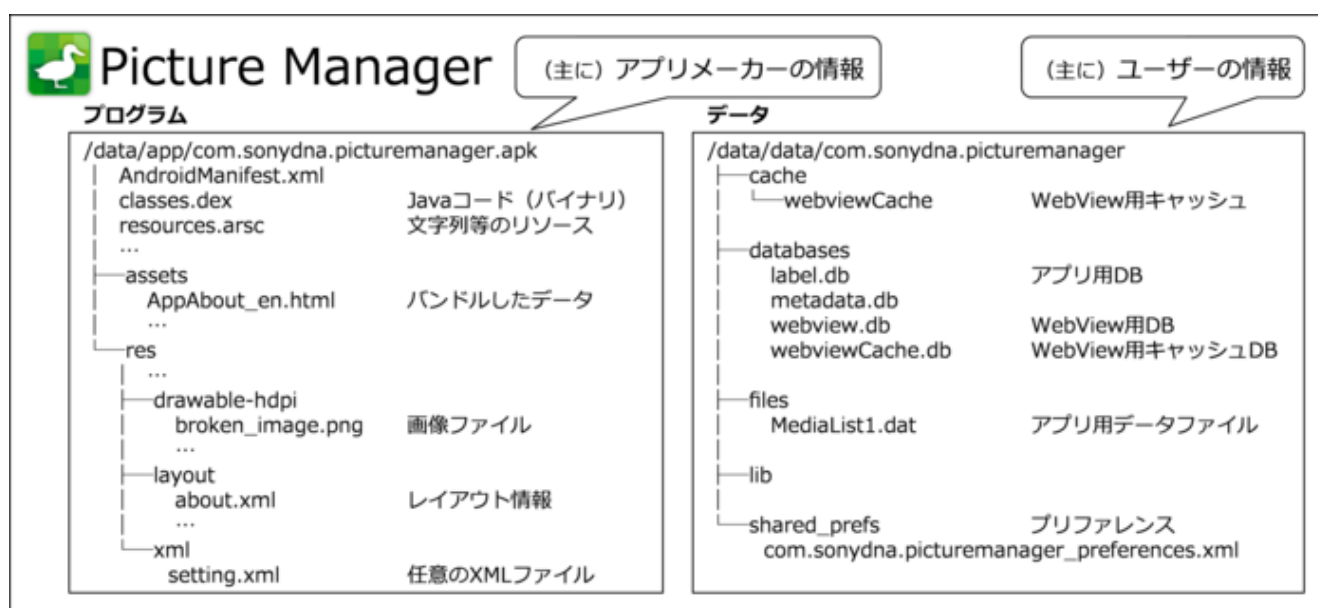 Picture Manager
(主に) アプリメーカーの情報
(主に) ユーザーの情報
プログラム
/data/app/com.sonydna.picturemanager.apk
AndroidManifest.xml
classes.dex Javaコード（バイナリ）
resources.arsc 文字列等のリソース
…
assets
AppAbout_en.html バンドルしたデータ
…
res
…
drawable-hdpi
broken_image.png 画像ファイル
…
layout
about.xml レイアウト情報
…
xml
setting.xml 任意のXMLファイル
データ
/data/data/com.sonydna.picturemanager
cache
webviewCache WebView用キャッシュ
databases
label.db アプリ用DB
metadata.db
webview.db WebView用DB
webviewCache.db WebView用キャッシュDB
files
MediaList1.dat アプリ用データファイル
lib
shared_prefs プリファレンス
com.sonydna.picturemanager_preferences.xml